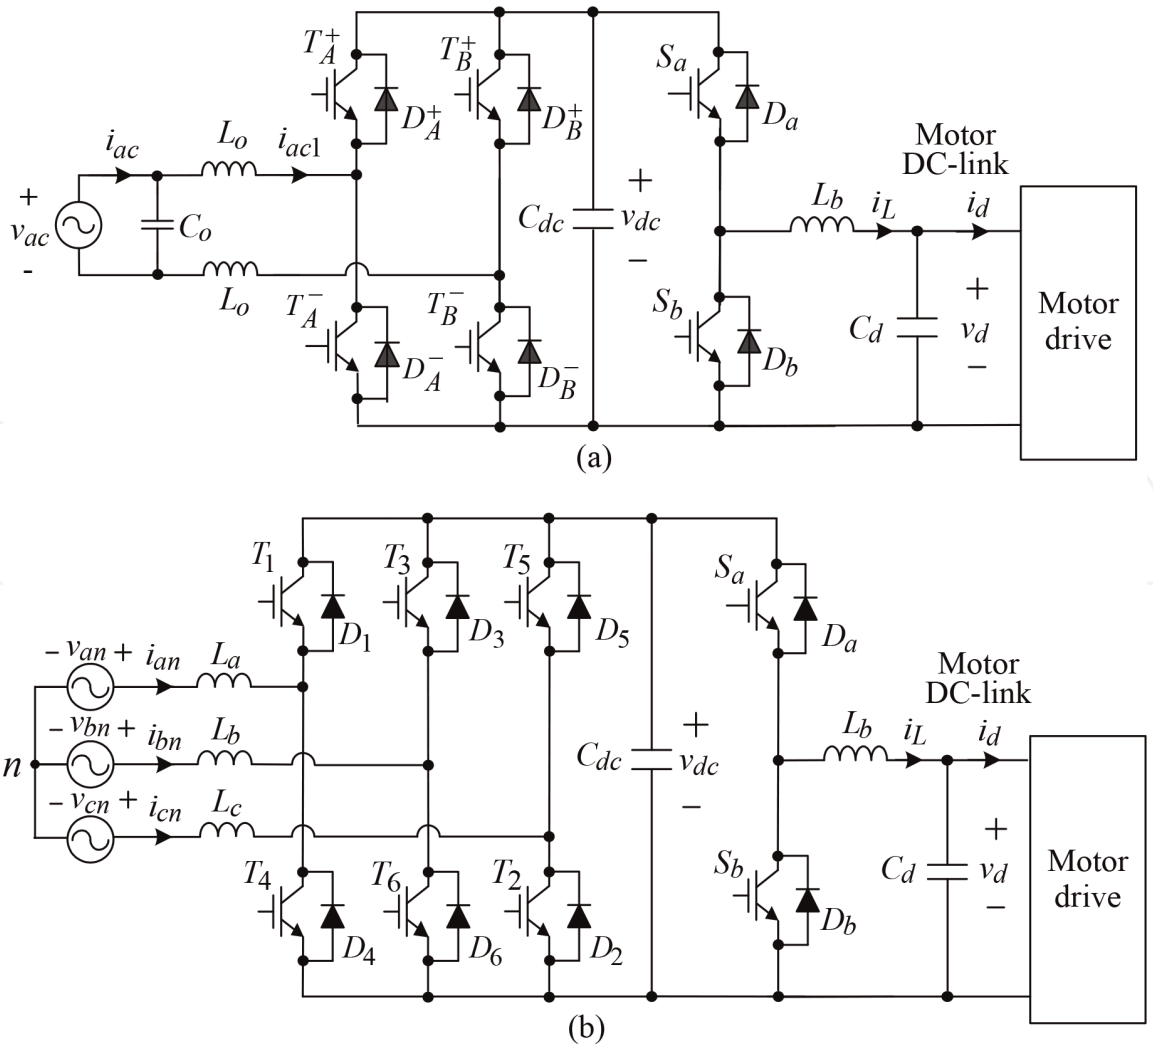 T_A^+ T_B^+ S_a
D_A^+ D_B^+ D_a
i_ac L_o i_ac1
Motor
DC-link
+ v_ac - C_o C_dc + v_dc − L_b i_L i_d
L_o
T_A^- T_B^- S_b
D_A^- D_B^- D_b
C_d + v_d −
Motor
drive
(a)
T_1 T_3 T_5 S_a
D_1 D_3 D_5 D_a
- v_an + i_an L_a
Motor
DC-link
- v_bn + i_bn L_b
n
C_dc + v_dc − L_b i_L i_d
- v_cn + i_cn L_c
T_4 T_6 T_2 S_b
D_4 D_6 D_2 D_b
C_d + v_d −
Motor
drive
(b)